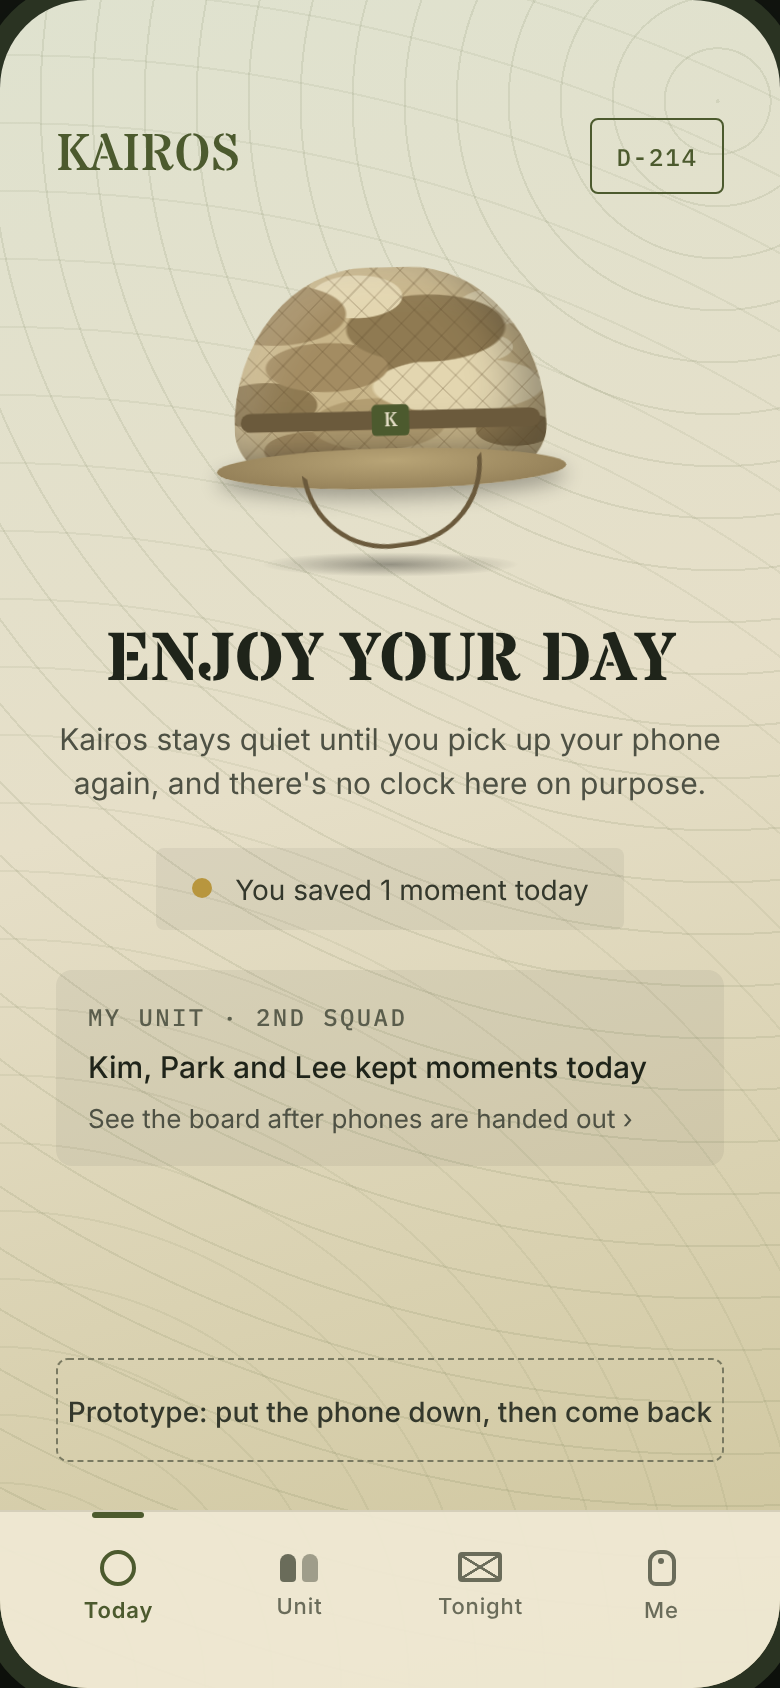 KAIROS
D-214
K
ENJOY YOUR DAY
Kairos stays quiet until you pick up your phone
again, and there's no clock here on purpose.
You saved 1 moment today
MY UNIT · 2ND SQUAD
Kim, Park and Lee kept moments today
See the board after phones are handed out ›
Prototype: put the phone down, then come back
Today
Unit
Tonight
Me